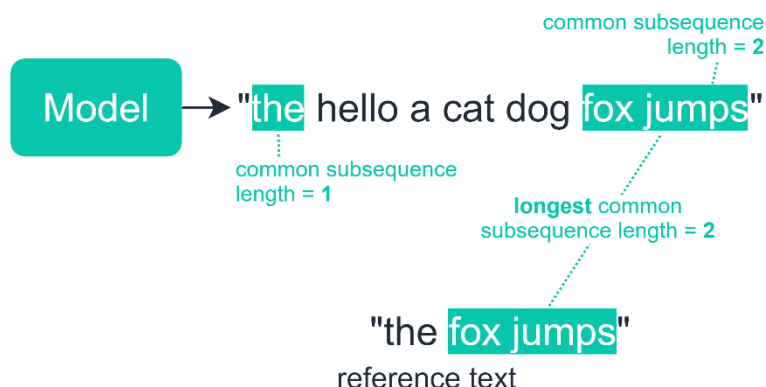 common subsequence
length = 2
Model
"the hello a cat dog fox jumps"
common subsequence
length = 1
longest common
subsequence length = 2
"the fox jumps"
reference text